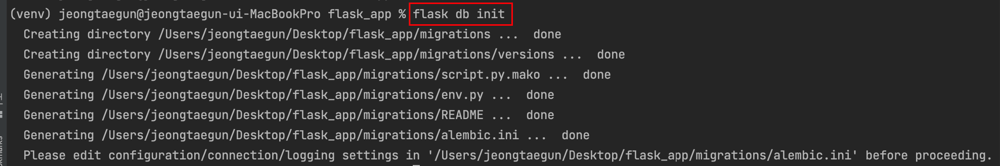 (venv) jeongtaegun@jeongtaegun-ui-MacBookPro flask_app % flask db init
Creating directory /Users/jeongtaegun/Desktop/flask_app/migrations ...  done
Creating directory /Users/jeongtaegun/Desktop/flask_app/migrations/versions ...  done
Generating /Users/jeongtaegun/Desktop/flask_app/migrations/script.py.mako ...  done
Generating /Users/jeongtaegun/Desktop/flask_app/migrations/env.py ...  done
Generating /Users/jeongtaegun/Desktop/flask_app/migrations/README ...  done
Generating /Users/jeongtaegun/Desktop/flask_app/migrations/alembic.ini ...  done
Please edit configuration/connection/logging settings in '/Users/jeongtaegun/Desktop/flask_app/migrations/alembic.ini' before proceeding.